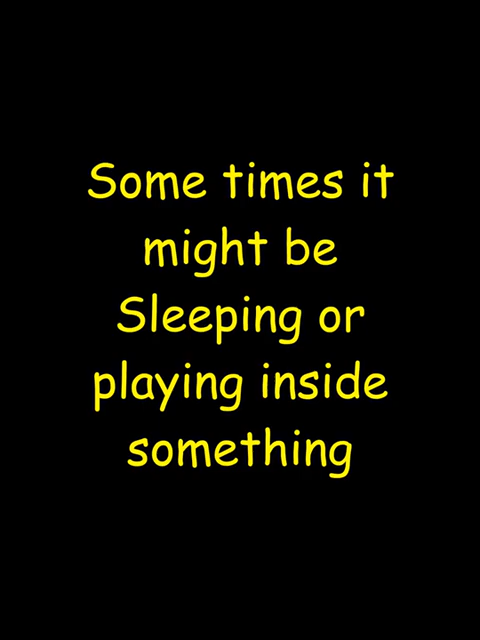 Some times it
might be
Sleeping or
playing inside
something